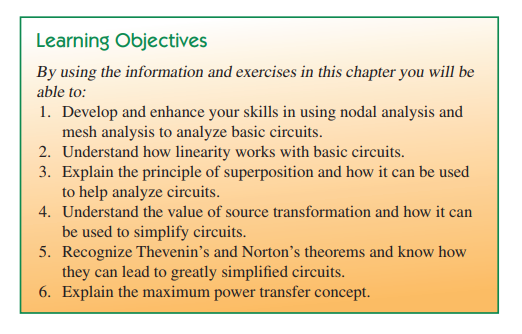 Learning Objectives
By using the information and exercises in this chapter you will be
able to:
1. Develop and enhance your skills in using nodal analysis and
mesh analysis to analyze basic circuits.
2. Understand how linearity works with basic circuits.
3. Explain the principle of superposition and how it can be used
to help analyze circuits.
4. Understand the value of source transformation and how it can
be used to simplify circuits.
5. Recognize Thevenin’s and Norton’s theorems and know how
they can lead to greatly simplified circuits.
6. Explain the maximum power transfer concept.